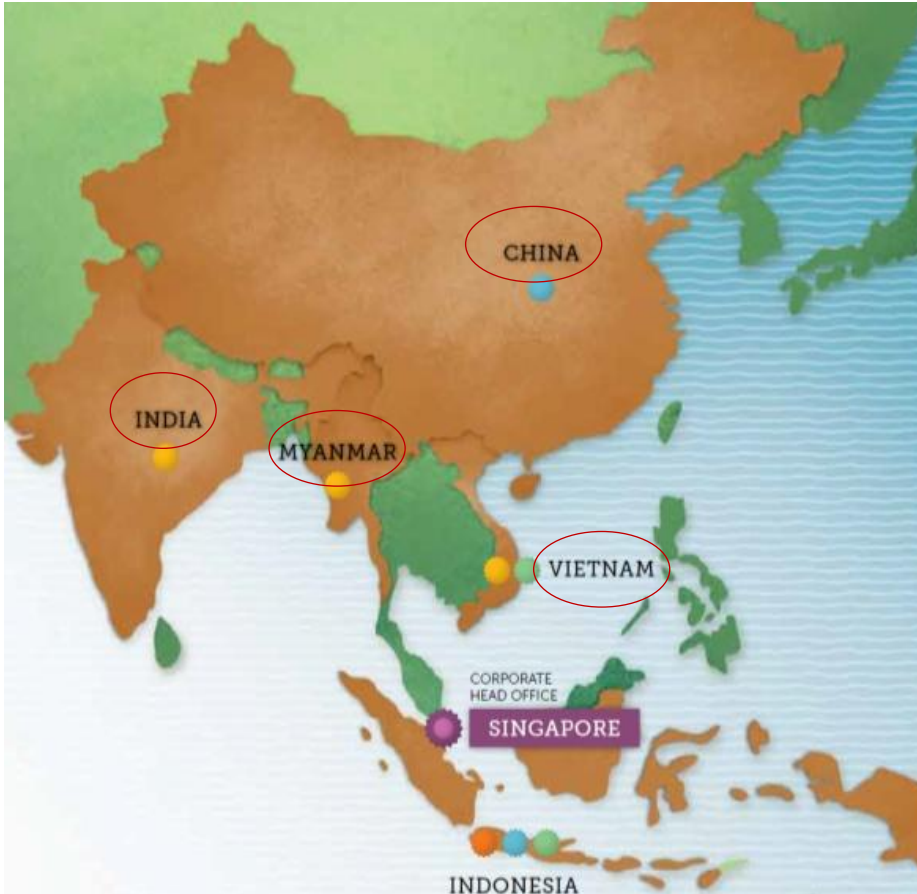 CHINA
INDIA
MYANMAR
VIETNAM
CORPORATE
HEAD OFFICE
SINGAPORE
INDONESIA